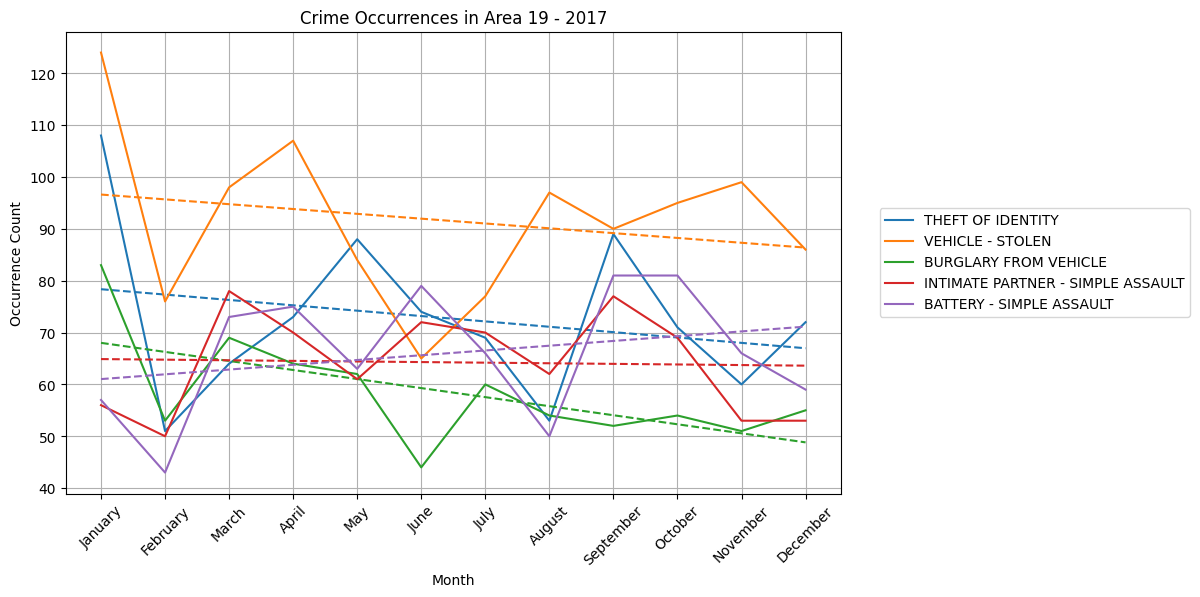 Crime Occurrences in Area 19 - 2017
Occurrence Count
120
110
100
90
80
70
60
50
40
January
February
March
April
May
June
July
August
September
October
November
December
Month
THEFT OF IDENTITY
VEHICLE - STOLEN
BURGLARY FROM VEHICLE
INTIMATE PARTNER - SIMPLE ASSAULT
BATTERY - SIMPLE ASSAULT